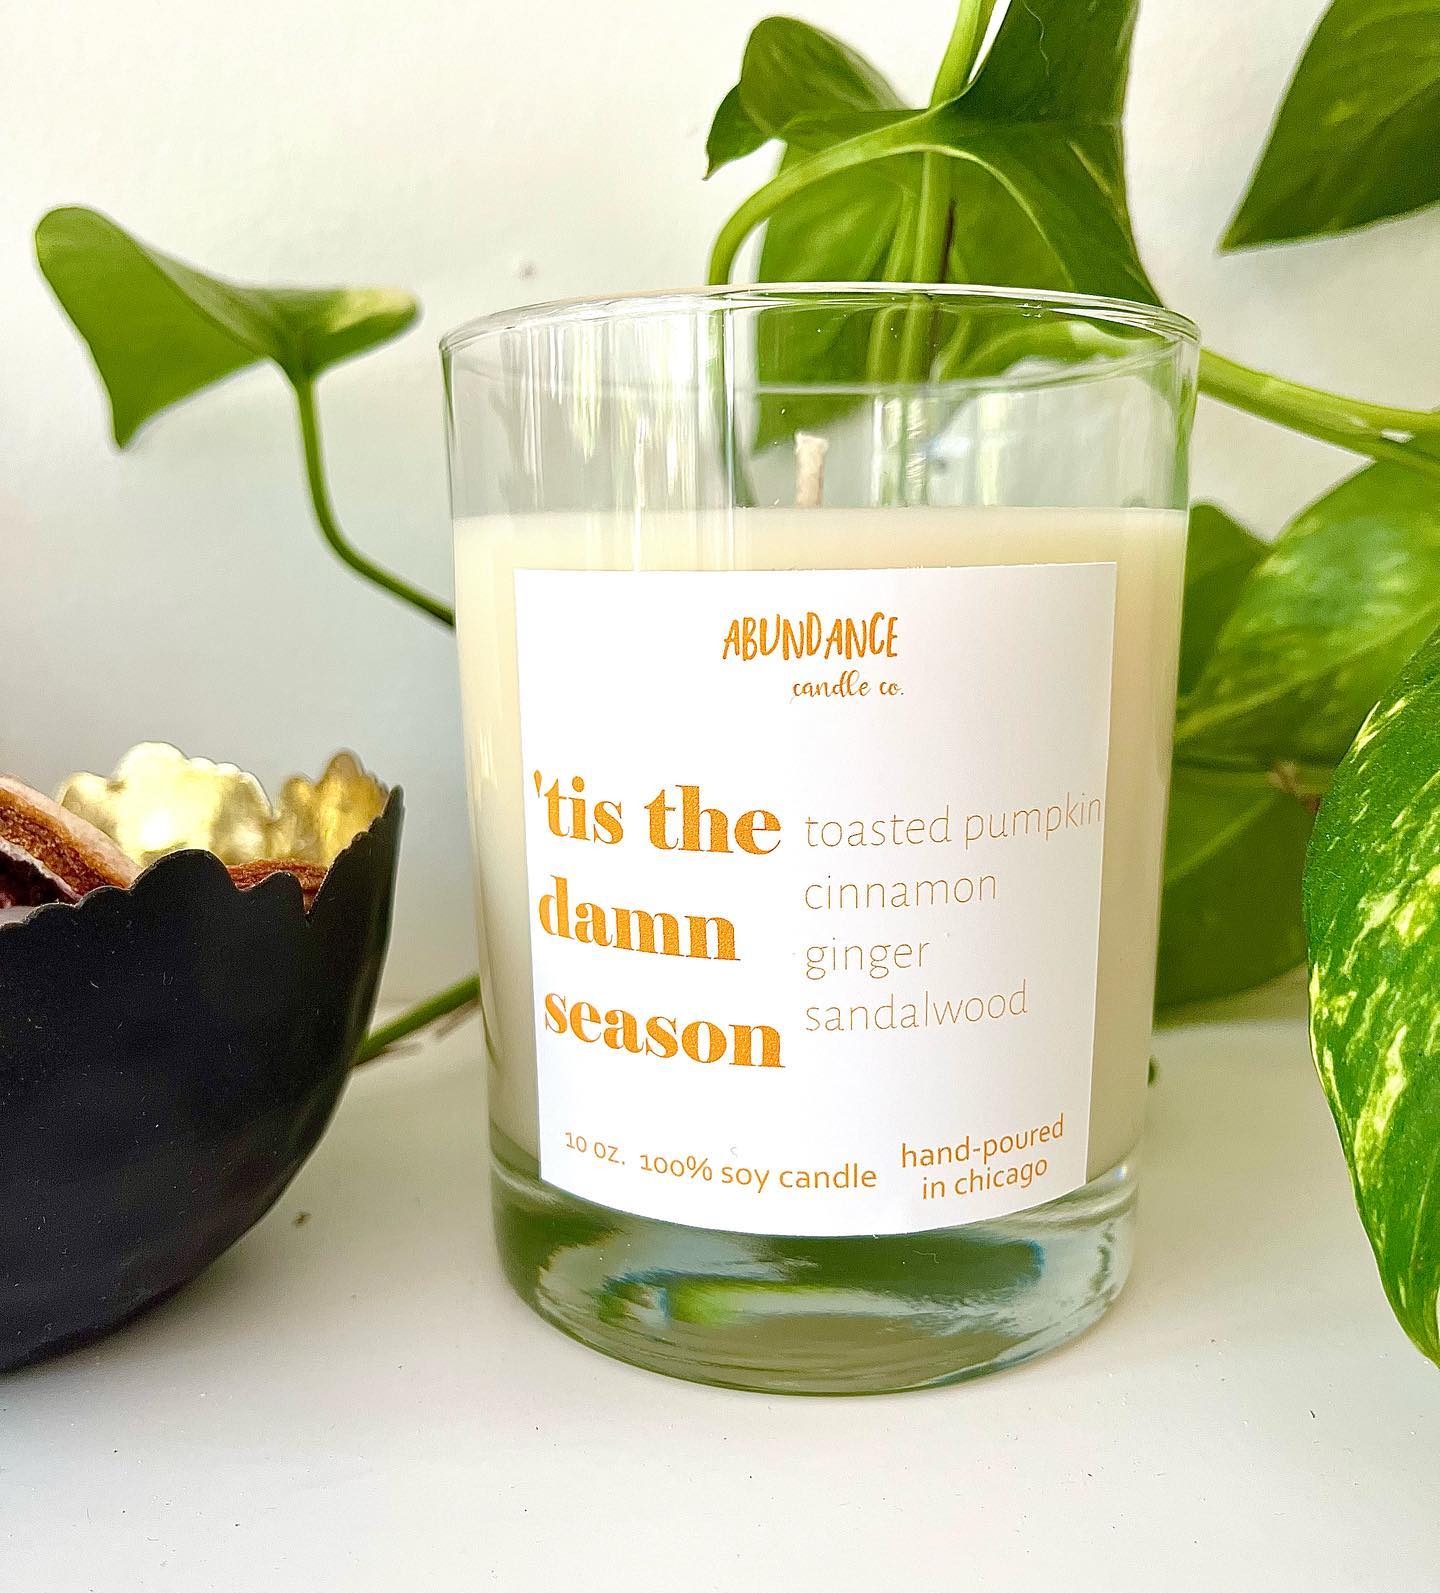 ABUNDANCE
candle co.
'tis the
damn
season
toasted pumpkin
cinnamon
ginger
sandalwood
10 oz. 100% soy candle
hand-poured
in chicago